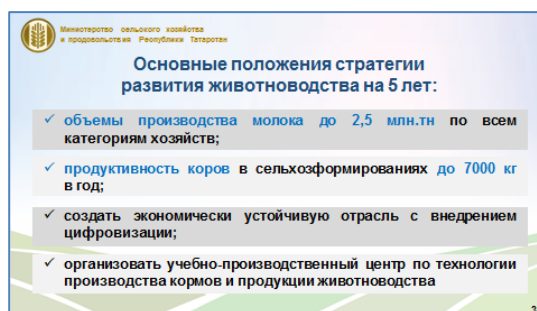 Министерство сельского хозяйства
и продовольствия Республики Татарстан
Основные положения стратегии
развития животноводства на 5 лет:
✓ объемы производства молока до 2,5 млн.тн по всем
категориям хозяйств;
✓ продуктивность коров в сельхозформированиях до 7000 кг
в год;
✓ создать экономически устойчивую отрасль с внедрением
цифровизации;
✓ организовать учебно-производственный центр по технологии
производства кормов и продукции животноводства
3